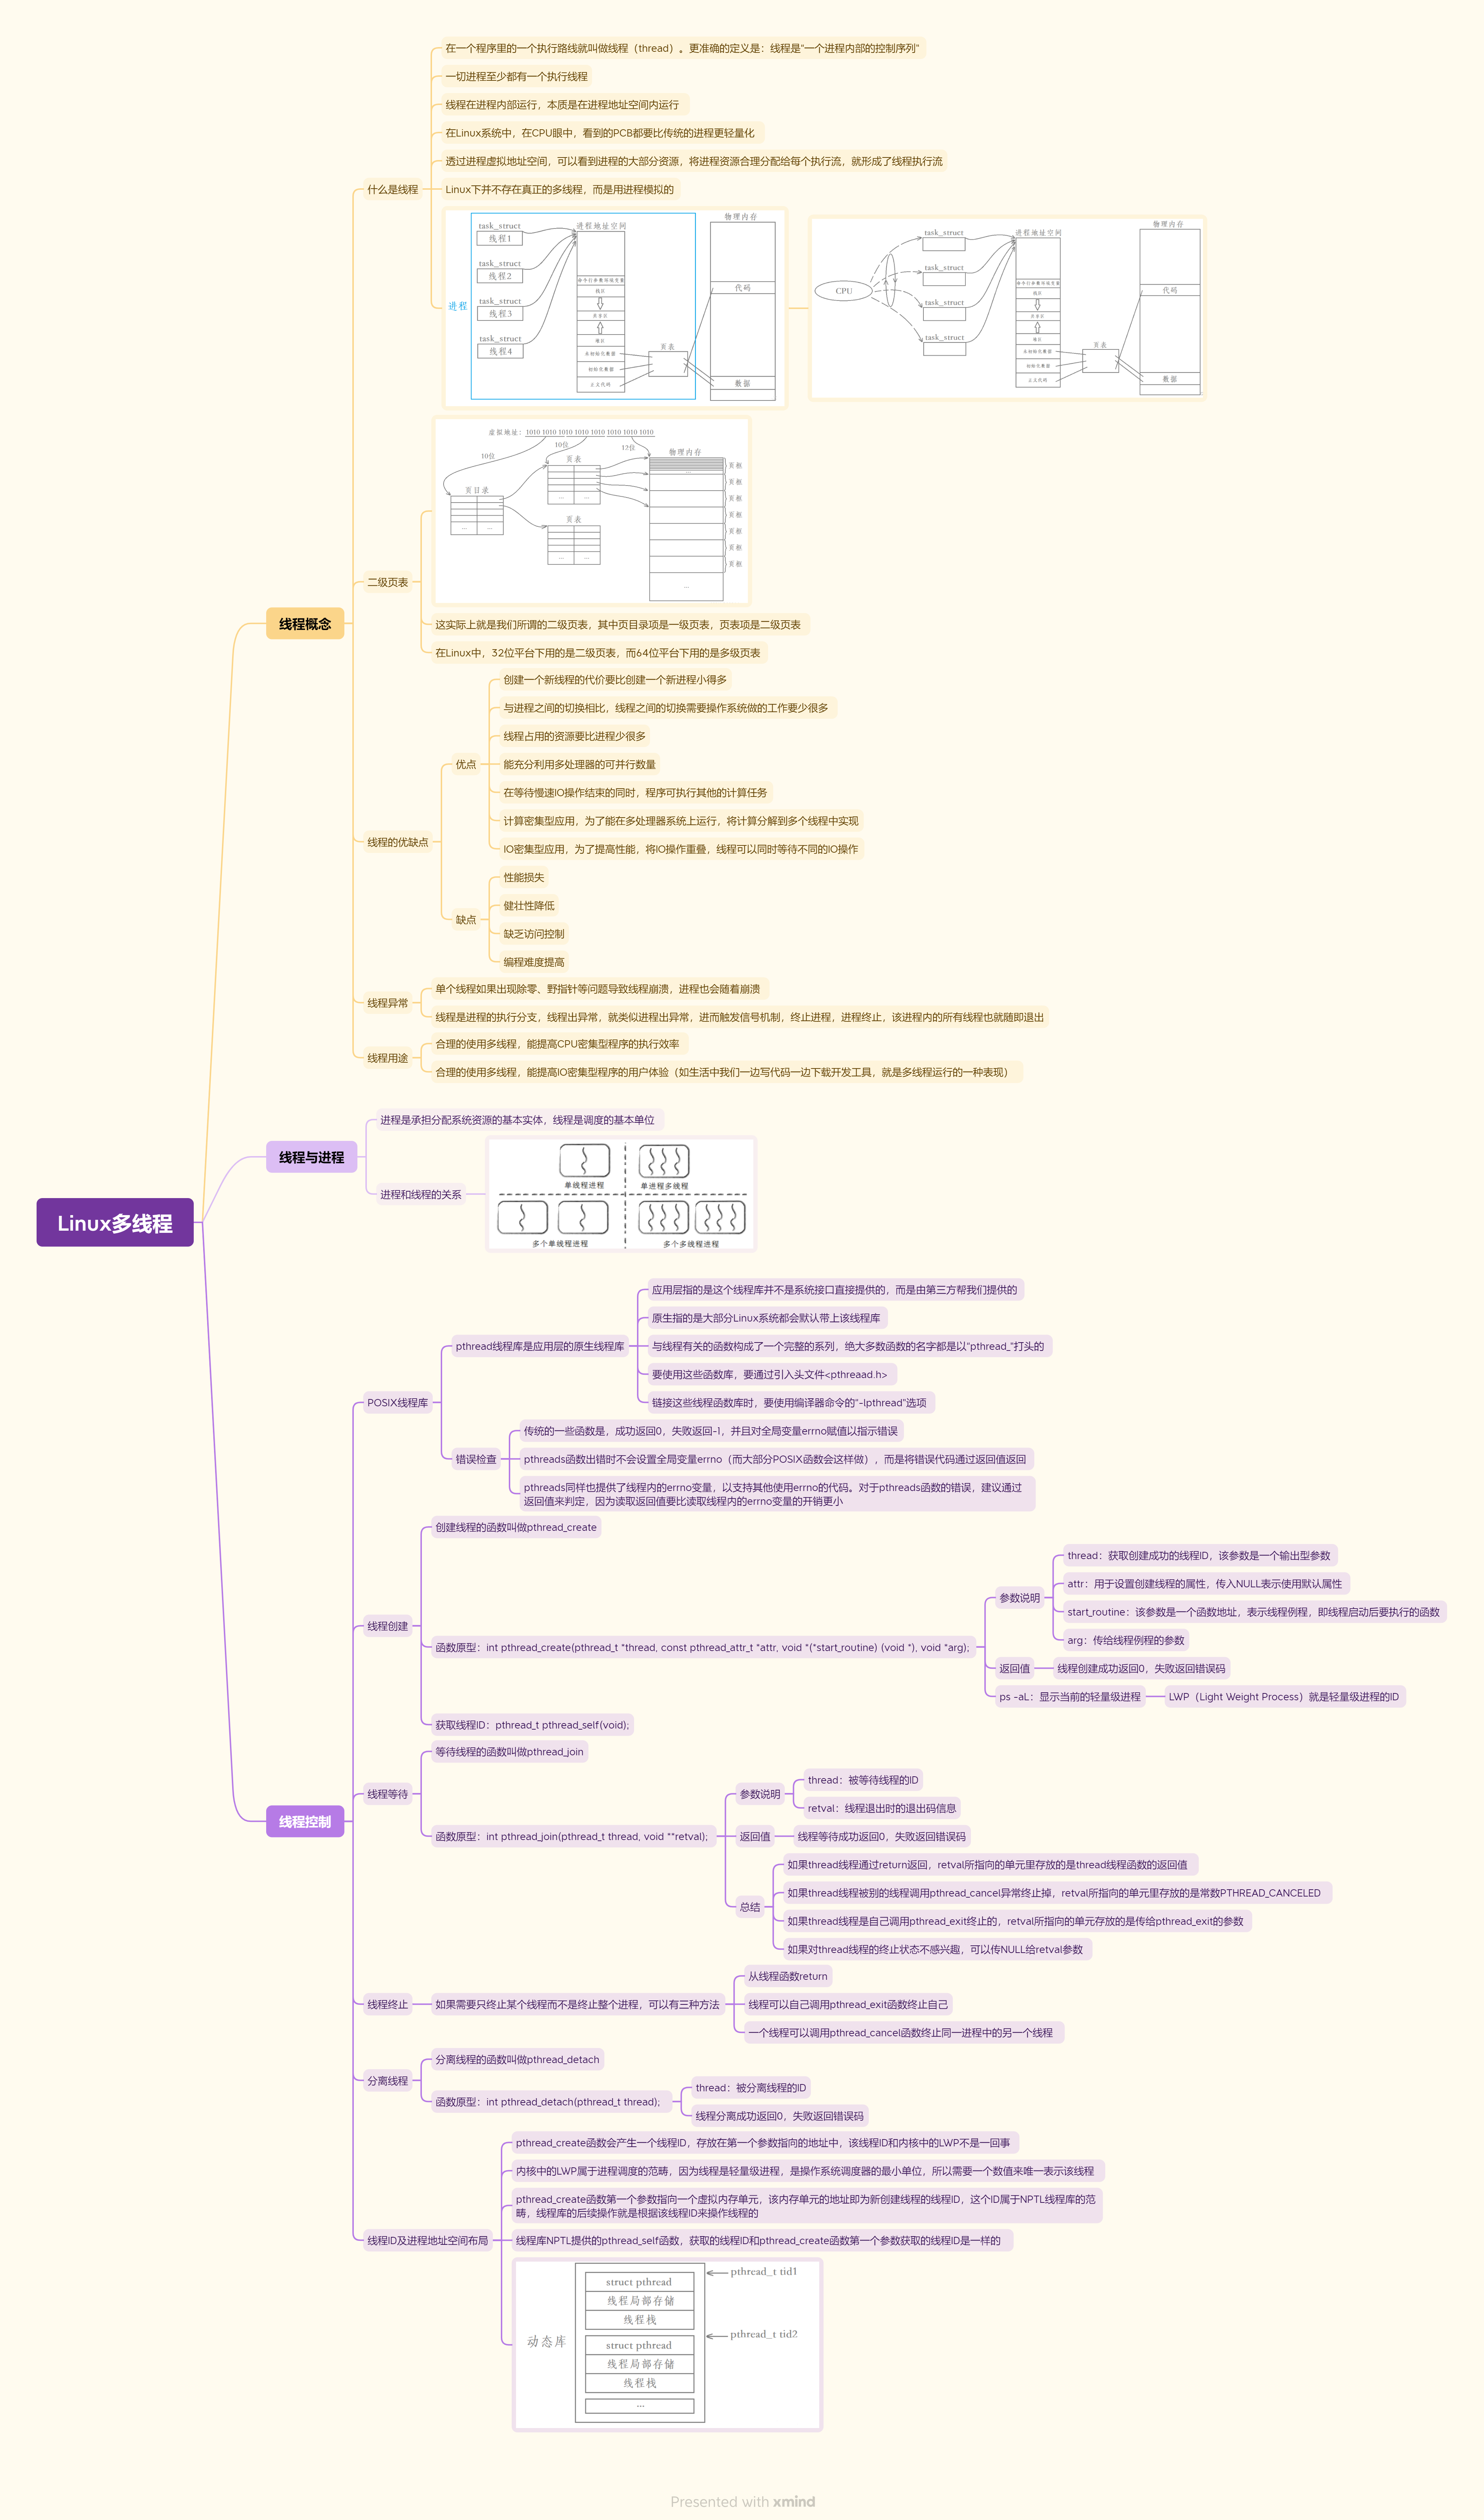 在一个程序里的一个执行路线就叫做线程（thread）。更准确的定义是：线程是"一个进程内部的控制序列"
一切进程至少都有一个执行线程
线程在进程内部运行，本质是在进程地址空间内运行
在Linux系统中，在CPU眼中，看到的PCB都要比传统的进程更轻量化
透过进程虚拟地址空间，可以看到进程的大部分资源，将进程资源合理分配给每个执行流，就形成了线程执行流
什么是线程
Linux下并不存在真正的多线程，而是用进程模拟的
进程
task_struct
线程1
task_struct
线程2
task_struct
线程3
task_struct
线程4
进程地址空间
命令行参数环境变量
栈区
共享区
堆区
未初始化数据
初始化数据
正文代码
页表
物理内存
代码
数据
CPU
task_struct
task_struct
task_struct
task_struct
进程地址空间
命令行参数环境变量
栈区
共享区
堆区
未初始化数据
初始化数据
正文代码
页表
物理内存
代码
数据
虚拟地址：1010 1010 1010 1010 1010 1010 1010 1010
10位
10位
12位
页目录
... ...
页表
... ...
页表
... ...
物理内存
...
页框
页框
页框
页框
页框
页框
页框
...
二级页表
这实际上就是我们所谓的二级页表，其中页目录项是一级页表，页表项是二级页表
在Linux中，32位平台下用的是二级页表，而64位平台下用的是多级页表
线程概念
线程的优缺点
优点
创建一个新线程的代价要比创建一个新进程小得多
与进程之间的切换相比，线程之间的切换需要操作系统做的工作要少很多
线程占用的资源要比进程少很多
能充分利用多处理器的可并行数量
在等待慢速IO操作结束的同时，程序可执行其他的计算任务
计算密集型应用，为了能在多处理器系统上运行，将计算分解到多个线程中实现
IO密集型应用，为了提高性能，将IO操作重叠，线程可以同时等待不同的IO操作
缺点
性能损失
健壮性降低
缺乏访问控制
编程难度提高
线程异常
单个线程如果出现除零、野指针等问题导致线程崩溃，进程也会随着崩溃
线程是进程的执行分支，线程出异常，就类似进程出异常，进而触发信号机制，终止进程，进程终止，该进程内的所有线程也就随即退出
线程用途
合理的使用多线程，能提高CPU密集型程序的执行效率
合理的使用多线程，能提高IO密集型程序的用户体验（如生活中我们一边写代码一边下载开发工具，就是多线程运行的一种表现）
Linux多线程
线程与进程
进程是承担分配系统资源的基本实体，线程是调度的基本单位
进程和线程的关系
单线程进程
单进程多线程
多个单线程进程
多个多线程进程
线程控制
POSIX线程库
pthread线程库是应用层的原生线程库
应用层指的是这个线程库并不是系统接口直接提供的，而是由第三方帮我们提供的
原生指的是大部分Linux系统都会默认带上该线程库
与线程有关的函数构成了一个完整的系列，绝大多数函数的名字都是以"pthread_"打头的
要使用这些函数库，要通过引入头文件<pthreaad.h>
链接这些线程函数库时，要使用编译器命令的"-lpthread"选项
错误检查
传统的一些函数是，成功返回0，失败返回-1，并且对全局变量errno赋值以指示错误
pthreads函数出错时不会设置全局变量errno（而大部分POSIX函数会这样做），而是将错误代码通过返回值返回
pthreads同样也提供了线程内的errno变量，以支持其他使用errno的代码。对于pthreads函数的错误，建议通过
返回值来判定，因为读取返回值要比读取线程内的errno变量的开销更小
线程创建
创建线程的函数叫做pthread_create
函数原型：int pthread_create(pthread_t *thread, const pthread_attr_t *attr, void *(*start_routine) (void *), void *arg);
参数说明
thread：获取创建成功的线程ID，该参数是一个输出型参数
attr：用于设置创建线程的属性，传入NULL表示使用默认属性
start_routine：该参数是一个函数地址，表示线程例程，即线程启动后要执行的函数
arg：传给线程例程的参数
返回值
线程创建成功返回0，失败返回错误码
ps -aL：显示当前的轻量级进程
LWP（Light Weight Process）就是轻量级进程的ID
获取线程ID：pthread_t pthread_self(void);
线程等待
等待线程的函数叫做pthread_join
函数原型：int pthread_join(pthread_t thread, void **retval);
参数说明
thread：被等待线程的ID
retval：线程退出时的退出码信息
返回值
线程等待成功返回0，失败返回错误码
总结
如果thread线程通过return返回，retval所指向的单元里存放的是thread线程函数的返回值
如果thread线程被别的线程调用pthread_cancel异常终止掉，retval所指向的单元里存放的是常数PTHREAD_CANCELED
如果thread线程是自己调用pthread_exit终止的，retval所指向的单元存放的是传给pthread_exit的参数
如果对thread线程的终止状态不感兴趣，可以传NULL给retval参数
线程终止
如果需要只终止某个线程而不是终止整个进程，可以有三种方法
从线程函数return
线程可以自己调用pthread_exit函数终止自己
一个线程可以调用pthread_cancel函数终止同一进程中的另一个线程
分离线程
分离线程的函数叫做pthread_detach
函数原型：int pthread_detach(pthread_t thread);
thread：被分离线程的ID
线程分离成功返回0，失败返回错误码
线程ID及进程地址空间布局
pthread_create函数会产生一个线程ID，存放在第一个参数指向的地址中，该线程ID和内核中的LWP不是一回事
内核中的LWP属于进程调度的范畴，因为线程是轻量级进程，是操作系统调度器的最小单位，所以需要一个数值来唯一表示该线程
pthread_create函数第一个参数指向一个虚拟内存单元，该内存单元的地址即为新创建线程的线程ID，这个ID属于NPTL线程库的范
畴，线程库的后续操作就是根据该线程ID来操作线程的
线程库NPTL提供的pthread_self函数，获取的线程ID和pthread_create函数第一个参数获取的线程ID是一样的
动态库
struct pthread
线程局部存储
线程栈
struct pthread
线程局部存储
线程栈
...
pthread_t tid1
pthread_t tid2
Presented with xmind